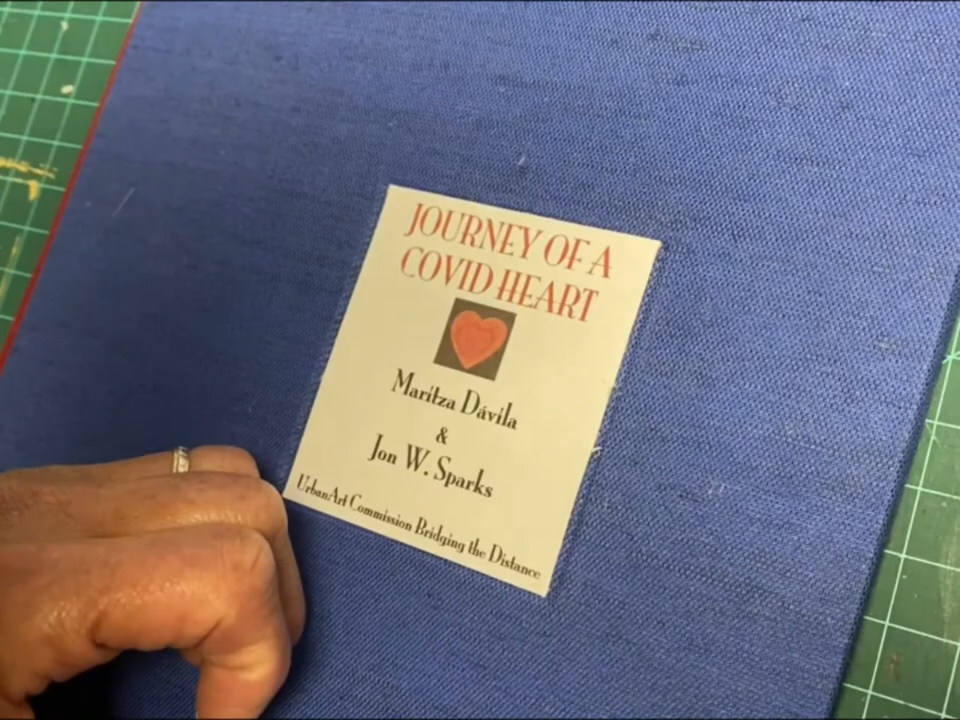 JOURNEY OF A
COVID HEART
Maritza Dávila
&
Jon W. Sparks
UrbanArt Commission Bridging the Distance